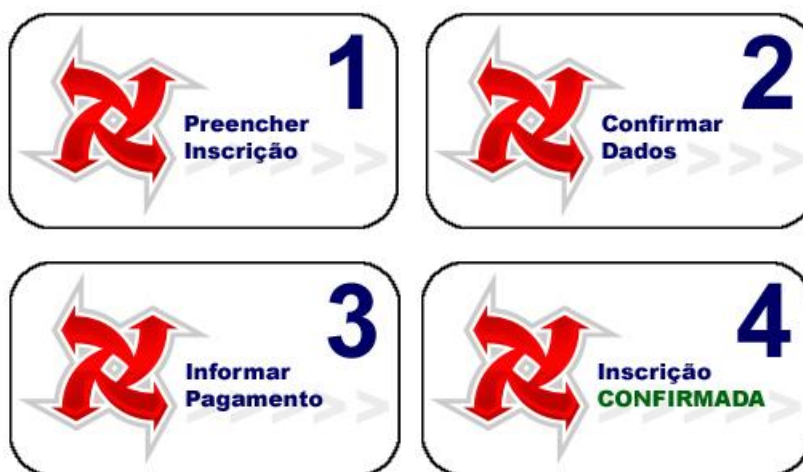 1
Preencher
Inscrição
2
Confirmar
Dados
3
Informar
Pagamento
4
Inscrição
CONFIRMADA